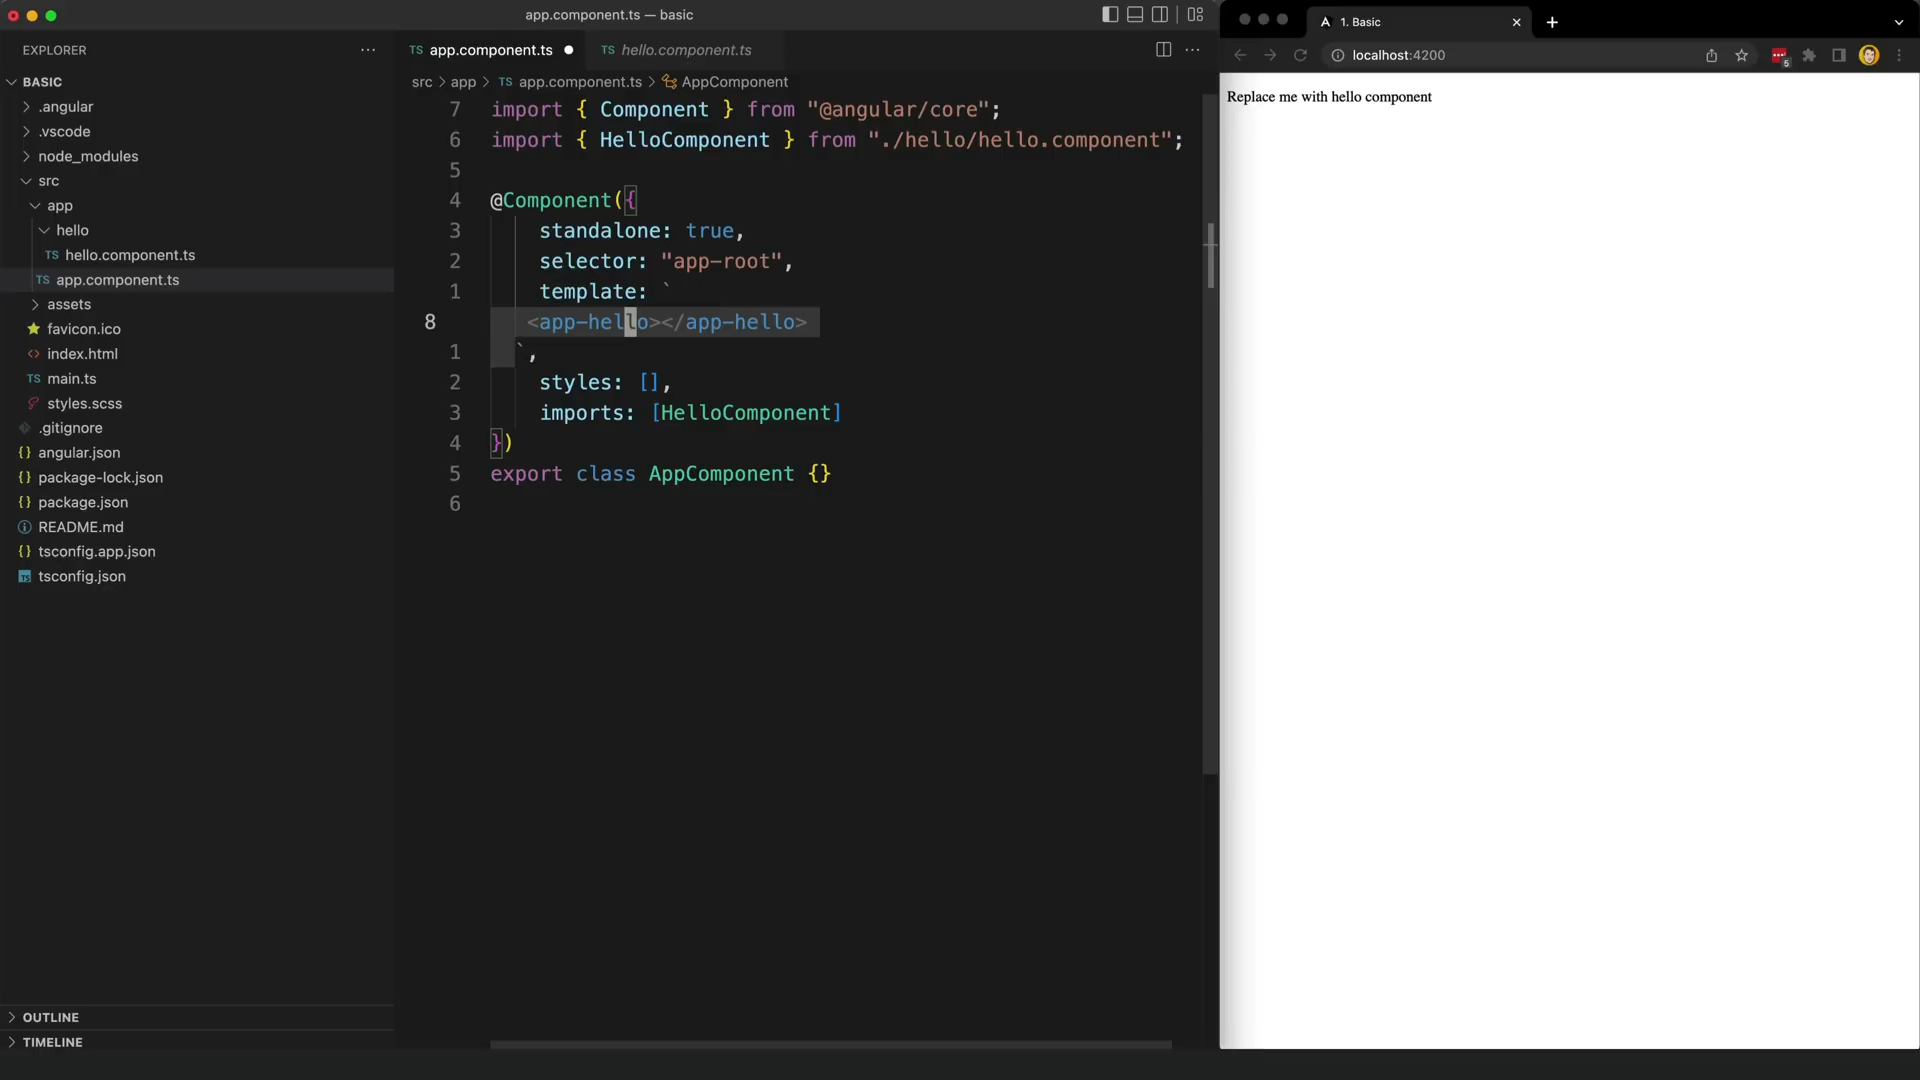 app.component.ts — basic
EXPLORER
BASIC
.angular
.vscode
node_modules
src
app
hello
TS hello.component.ts
TS app.component.ts
assets
favicon.ico
<> index.html
TS main.ts
styles.scss
.gitignore
{} angular.json
{} package-lock.json
{} package.json
README.md
{} tsconfig.app.json
TS tsconfig.json
OUTLINE
TIMELINE
TS app.component.ts
TS hello.component.ts
src > app > TS app.component.ts > AppComponent
7 import { Component } from "@angular/core";
6 import { HelloComponent } from "./hello/hello.component";
5
4 @Component({
3 standalone: true,
2 selector: "app-root",
1 template: `
8 <app-hello></app-hello>
1 `,
2 styles: [],
3 imports: [HelloComponent]
4 })
5 export class AppComponent {}
6
1. Basic
localhost:4200
5
Replace me with hello component